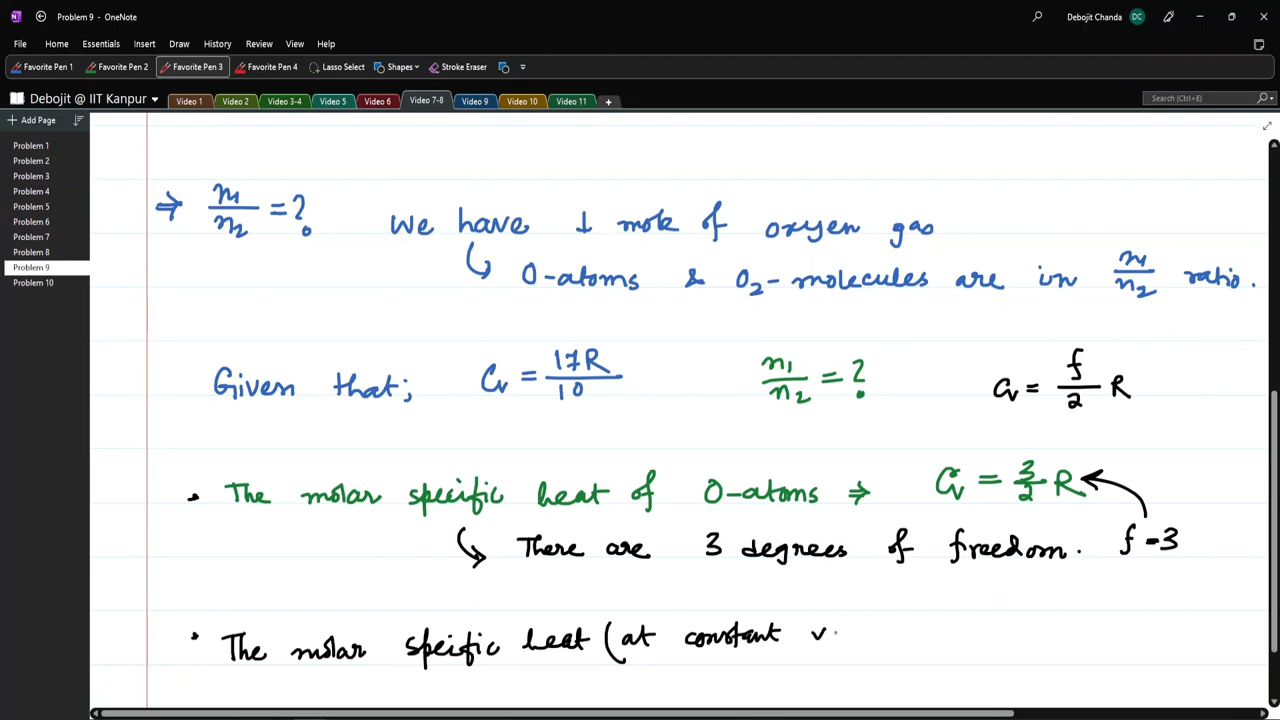 Problem 9 - OneNote
Debojit Chanda DC
File Home Essentials Insert Draw History Review View Help
Favorite Pen 1 Favorite Pen 2 Favorite Pen 3 Favorite Pen 4 Lasso Select Shapes Stroke Eraser
Debojit @ IIT Kanpur Video 1 Video 2 Video 3-4 Video 5 Video 6 Video 7-8 Video 9 Video 10 Video 11 + Search (Ctrl+E)
+ Add Page
Problem 1
Problem 2
Problem 3
Problem 4
Problem 5
Problem 6
Problem 7
Problem 8
Problem 9
Problem 10
⇒ n1/n2 = ? We have 1 mole of oxygen gas
↳ O-atoms & O2-molecules are in n1/n2 ratio.
Given that; Cv = 17R/10 n1/n2 = ? Cv = f/2 R
• The molar specific heat of O-atoms ⇒ Cv = 3/2 R
↳ There are 3 degrees of freedom. f = 3
• The molar specific heat (at constant v